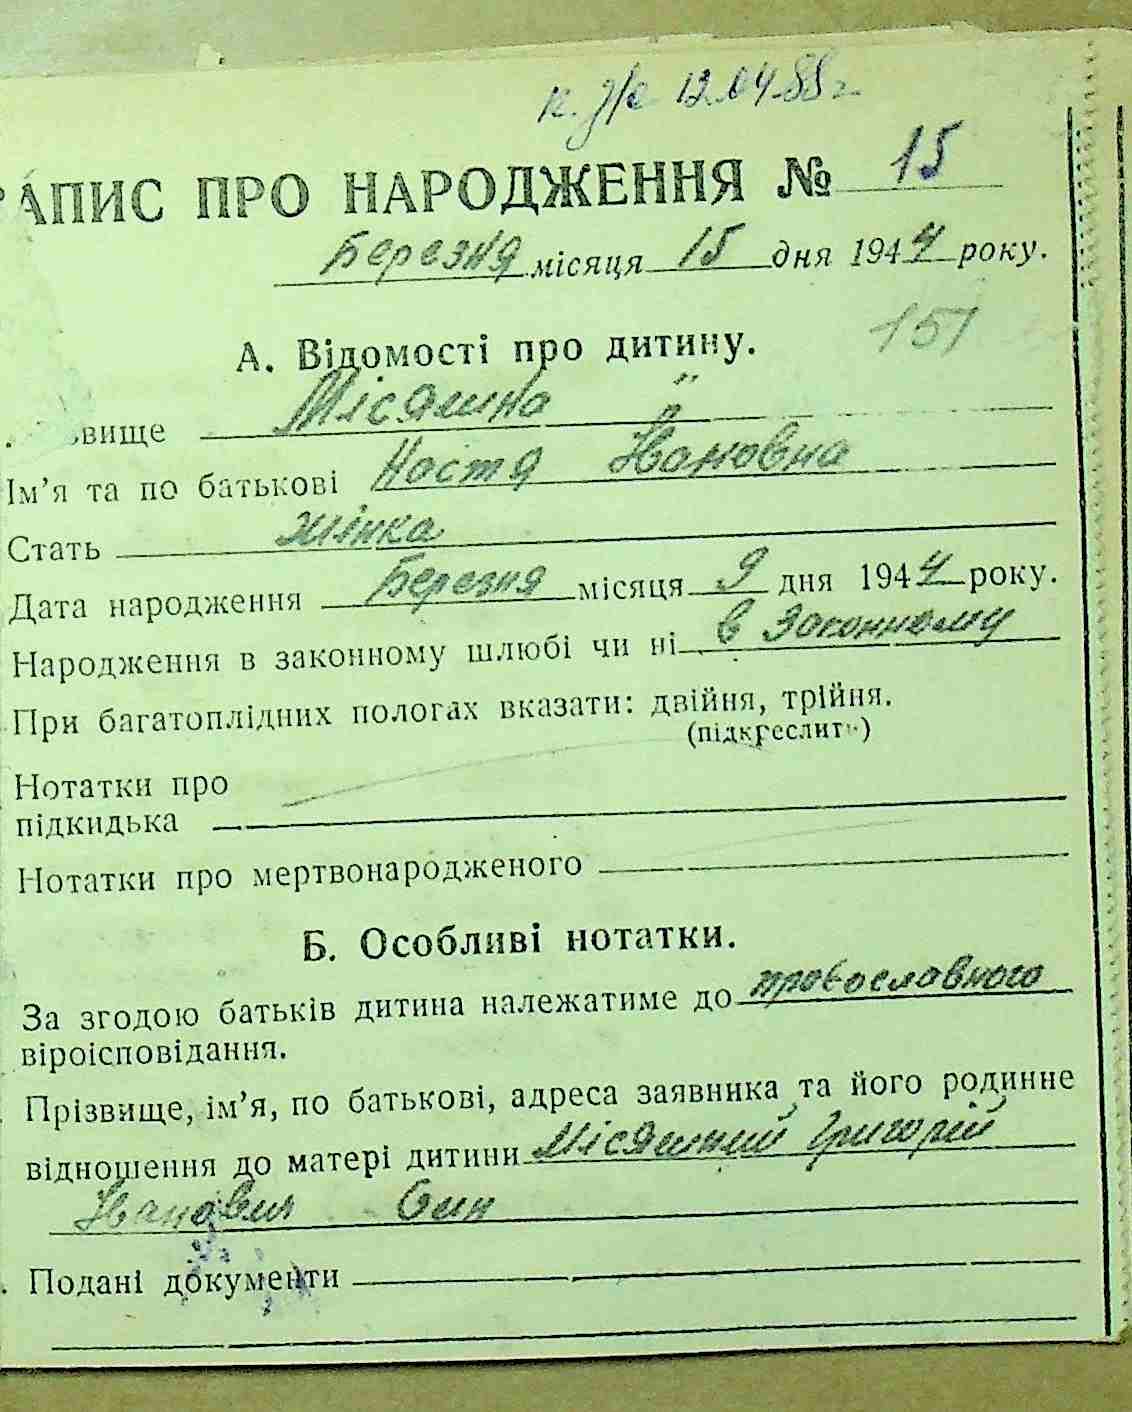 12.04.88г.
АПИС ПРО НАРОДЖЕННЯ № 15
Березня місяця 15 дня 1944 року.
А. Відомості про дитину.
151
вище Місяшна
Ім’я та по батькові Настя Івановна
Стать жінка
Дата народження Березня місяця 9 дня 1944 року.
Народження в законному шлюбі чи ні в законному
При багатоплідних пологах вказати: двійня, трійня.
(підкреслити)
Нотатки про
підкидька
Нотатки про мертвонародженого
Б. Особливі нотатки.
За згодою батьків дитина належатиме до православного
віроісповідання.
Прізвище, ім’я, по батькові, адреса заявника та його родинне
відношення до матері дитини Григорій
Іванович Син
Подані документи